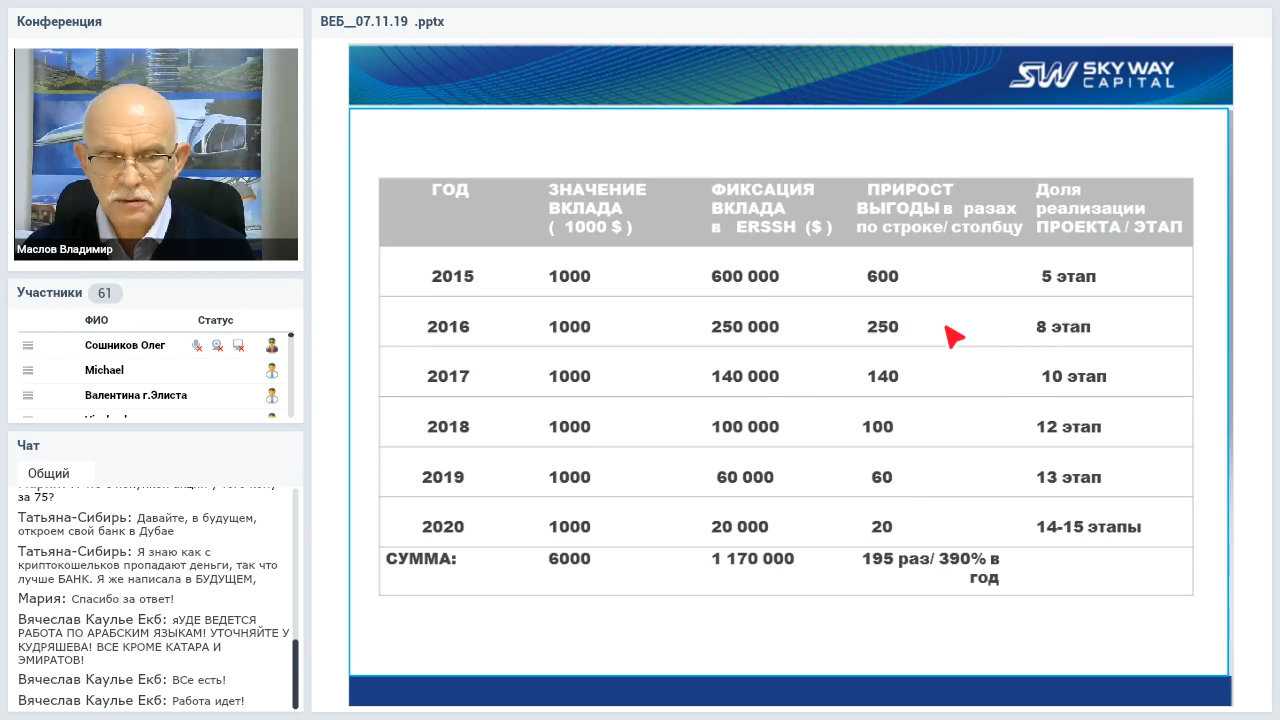 Конференция
Маслов Владимир
Участники 61
ФИО Статус
Сошников Олег
Michael
Валентина г.Элиста
Чат
Общий
за 75?
Татьяна-Сибирь: Давайте, в будущем,
откроем свой банк в Дубае
Татьяна-Сибирь: Я знаю как с
криптокошельков пропадают деньги, так что
лучше БАНК. Я же написала в БУДУЩЕМ,
Мария: Спасибо за ответ!
Вячеслав Каулье Екб: яУДЕ ВЕДЕТСЯ
РАБОТА ПО АРАБСКИМ ЯЗЫКАМ! УТОЧНЯЙТЕ У
КУДРЯШЕВА! ВСЕ КРОМЕ КАТАРА И
ЭМИРАТОВ!
Вячеслав Каулье Екб: ВСе есть!
Вячеслав Каулье Екб: Работа идет!
ВЕБ__07.11.19 .pptx
SW SKY WAY
CAPITAL
ГОД ЗНАЧЕНИЕ ФИКСАЦИЯ ПРИРОСТ Доля
ВКЛАДА ВКЛАДА ВЫГОДЫ в разах реализации
( 1000 $ ) в ERSSH ($ ) по строке/ столбцу ПРОЕКТА / ЭТАП
2015 1000 600 000 600 5 этап
2016 1000 250 000 250 8 этап
2017 1000 140 000 140 10 этап
2018 1000 100 000 100 12 этап
2019 1000 60 000 60 13 этап
2020 1000 20 000 20 14-15 этапы
СУММА: 6000 1 170 000 195 раз/ 390% в
год